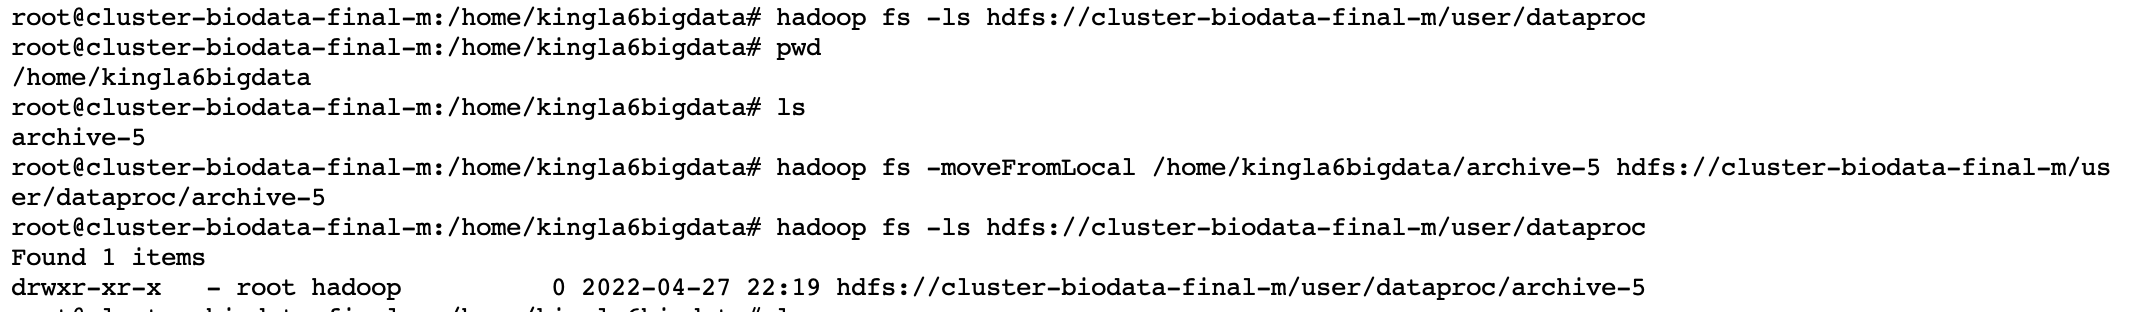 root@cluster-biodata-final-m:/home/kingla6bigdata# hadoop fs -ls hdfs://cluster-biodata-final-m/user/dataproc
root@cluster-biodata-final-m:/home/kingla6bigdata# pwd
/home/kingla6bigdata
root@cluster-biodata-final-m:/home/kingla6bigdata# ls
archive-5
root@cluster-biodata-final-m:/home/kingla6bigdata# hadoop fs -moveFromLocal /home/kingla6bigdata/archive-5 hdfs://cluster-biodata-final-m/us
er/dataproc/archive-5
root@cluster-biodata-final-m:/home/kingla6bigdata# hadoop fs -ls hdfs://cluster-biodata-final-m/user/dataproc
Found 1 items
drwxr-xr-x   - root hadoop          0 2022-04-27 22:19 hdfs://cluster-biodata-final-m/user/dataproc/archive-5